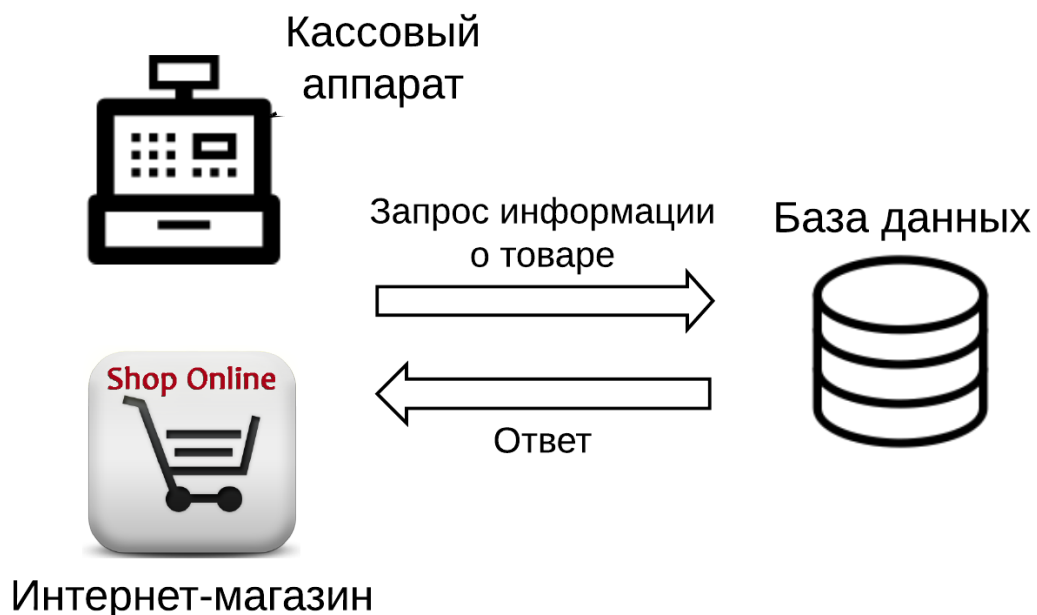 Кассовый
аппарат
Запрос информации
о товаре
База данных
Shop Online
Ответ
Интернет-магазин